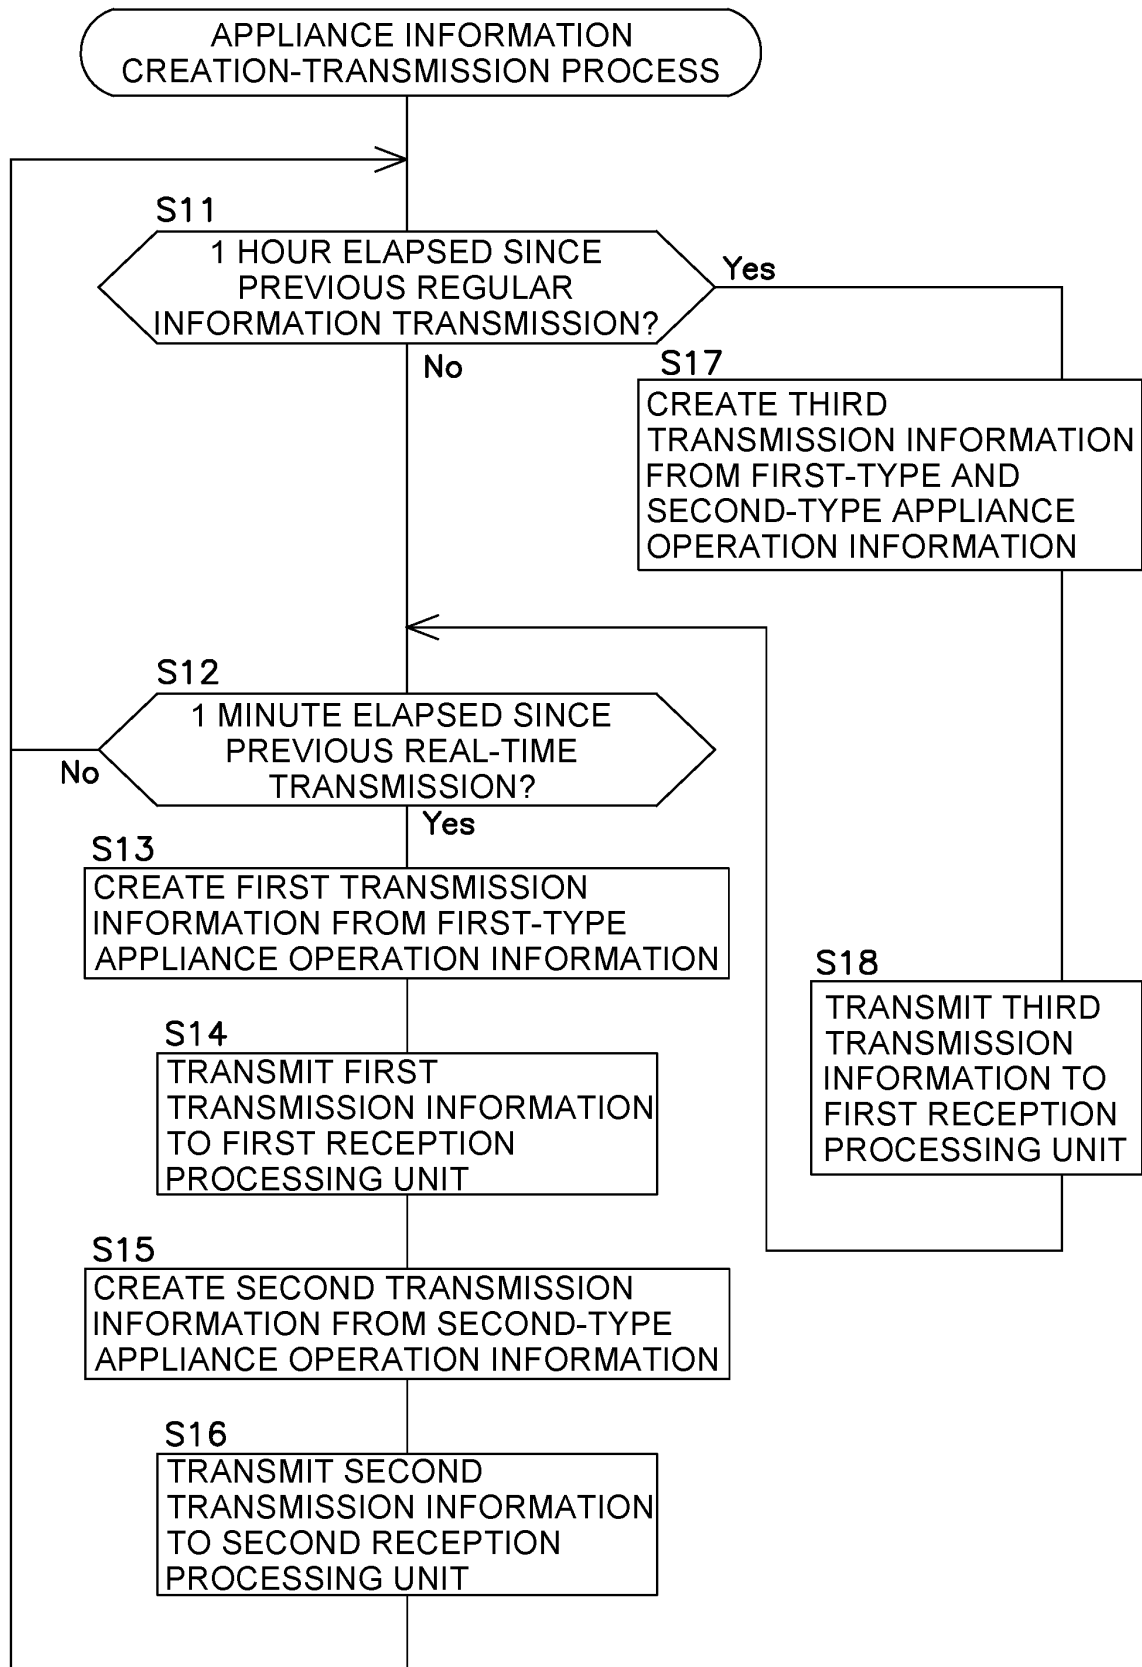 APPLIANCE INFORMATION
CREATION-TRANSMISSION PROCESS
S11
1 HOUR ELAPSED SINCE
PREVIOUS REGULAR
INFORMATION TRANSMISSION?
Yes
No
S17
CREATE THIRD
TRANSMISSION INFORMATION
FROM FIRST-TYPE AND
SECOND-TYPE APPLIANCE
OPERATION INFORMATION
S12
1 MINUTE ELAPSED SINCE
PREVIOUS REAL-TIME
TRANSMISSION?
No
Yes
S13
CREATE FIRST TRANSMISSION
INFORMATION FROM FIRST-TYPE
APPLIANCE OPERATION INFORMATION
S18
TRANSMIT THIRD
TRANSMISSION
INFORMATION TO
FIRST RECEPTION
PROCESSING UNIT
S14
TRANSMIT FIRST
TRANSMISSION INFORMATION
TO FIRST RECEPTION
PROCESSING UNIT
S15
CREATE SECOND TRANSMISSION
INFORMATION FROM SECOND-TYPE
APPLIANCE OPERATION INFORMATION
S16
TRANSMIT SECOND
TRANSMISSION INFORMATION
TO SECOND RECEPTION
PROCESSING UNIT